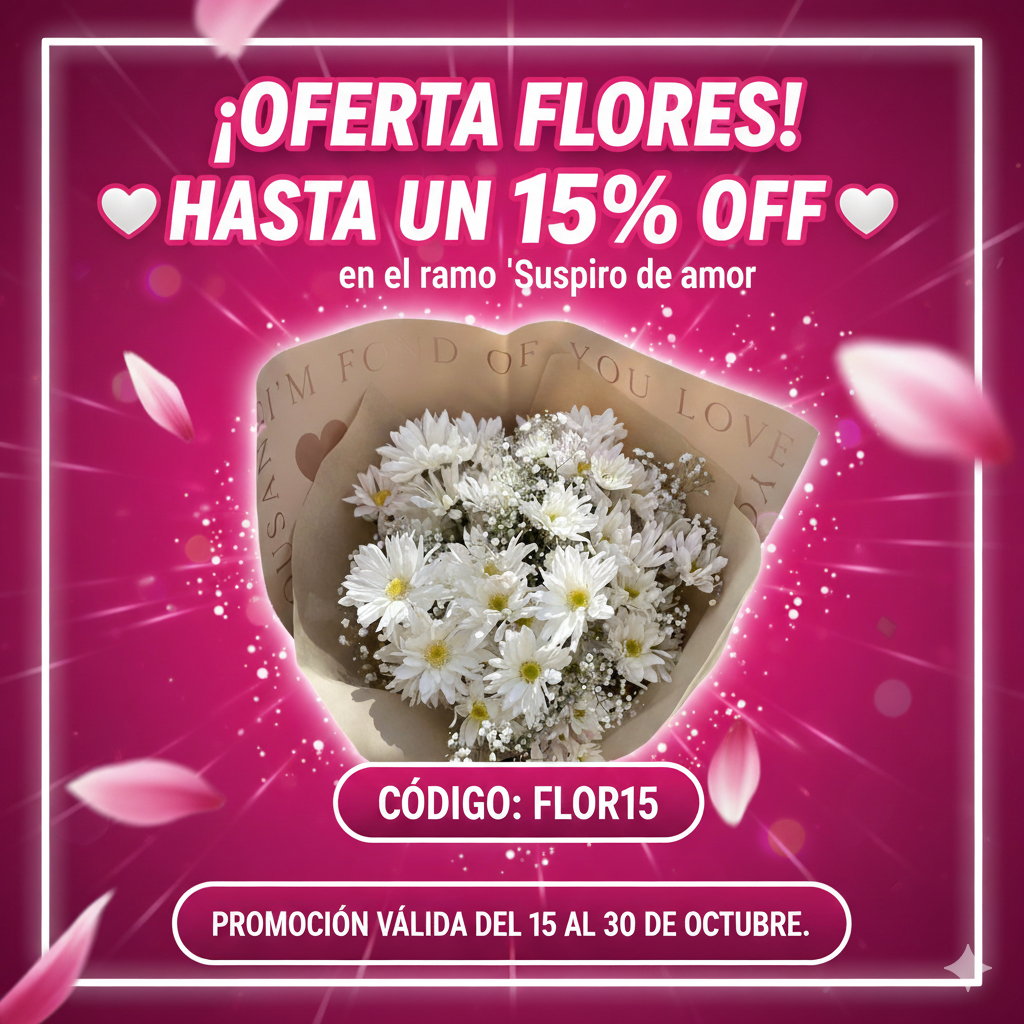 ¡OFERTA FLORES!
HASTA UN 15% OFF
en el ramo 'Suspiro de amor
I'M FOND OF YOU LOVE
CÓDIGO: FLOR15
PROMOCIÓN VÁLIDA DEL 15 AL 30 DE OCTUBRE.